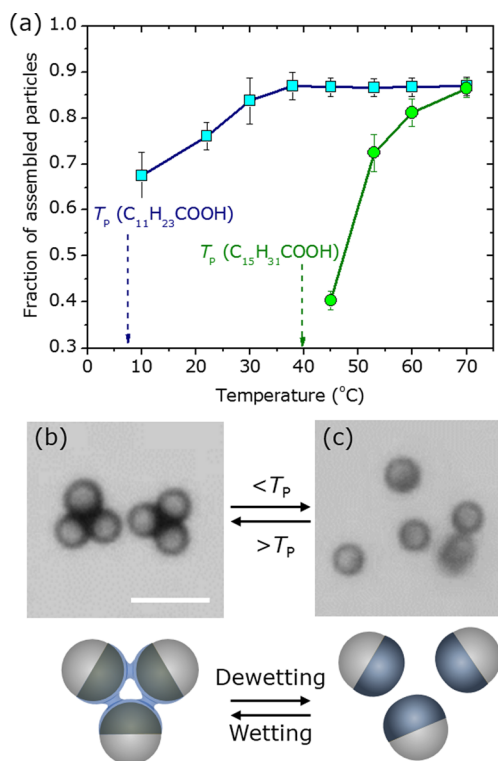 (a)
1.0
0.9
0.8
0.7
0.6
0.5
0.4
0.3
Fraction of assembled particles
Tₚ (C₁₁H₂₃COOH)
Tₚ (C₁₅H₃₁COOH)
0 10 20 30 40 50 60 70
Temperature (°C)
(b)
(c)
<Tₚ
>Tₚ
Dewetting
Wetting